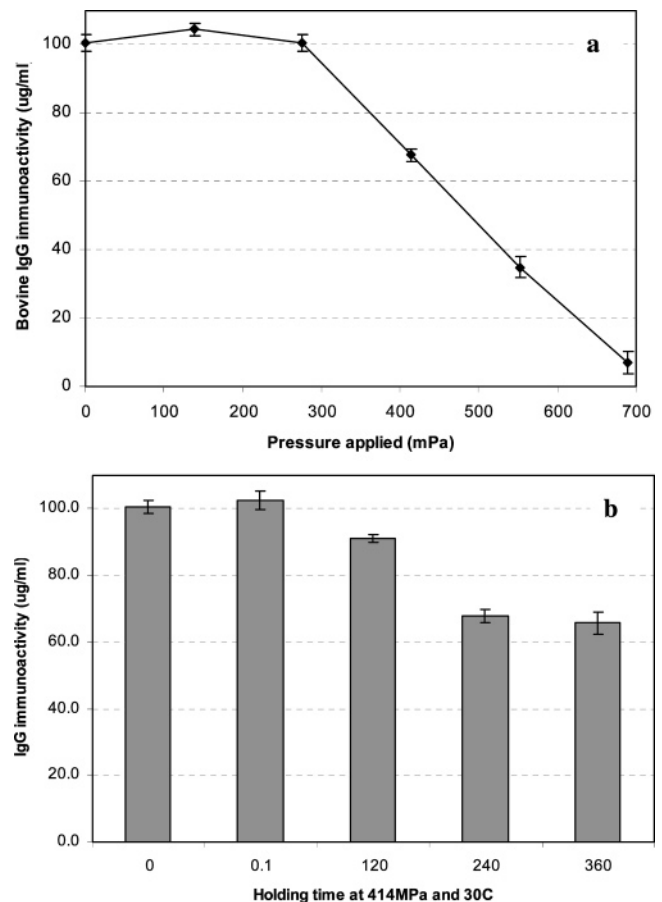 a
Bovine IgG immunoactivity (ug/ml)
100
80
60
40
20
0
0 100 200 300 400 500 600 700
Pressure applied (mPa)
b
IgG immunoactivity (ug/ml)
100.0
80.0
60.0
40.0
20.0
0.0
0 0.1 120 240 360
Holding time at 414MPa and 30C